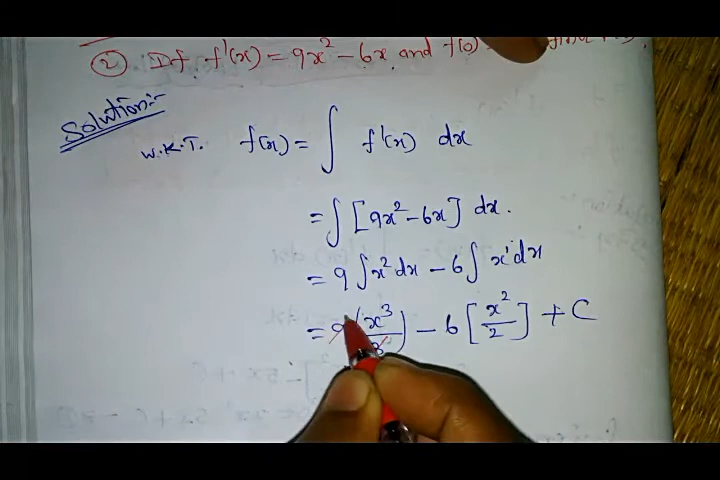 ② If f'(x) = 9x² - 6x and f(0)
Solution:-
W.K.T. f(x) = ∫ f'(x) dx
= ∫ [9x² - 6x] dx.
= 9 ∫ x² dx - 6 ∫ x¹ dx
= 9 (x³/3) - 6 [x²/2] + C